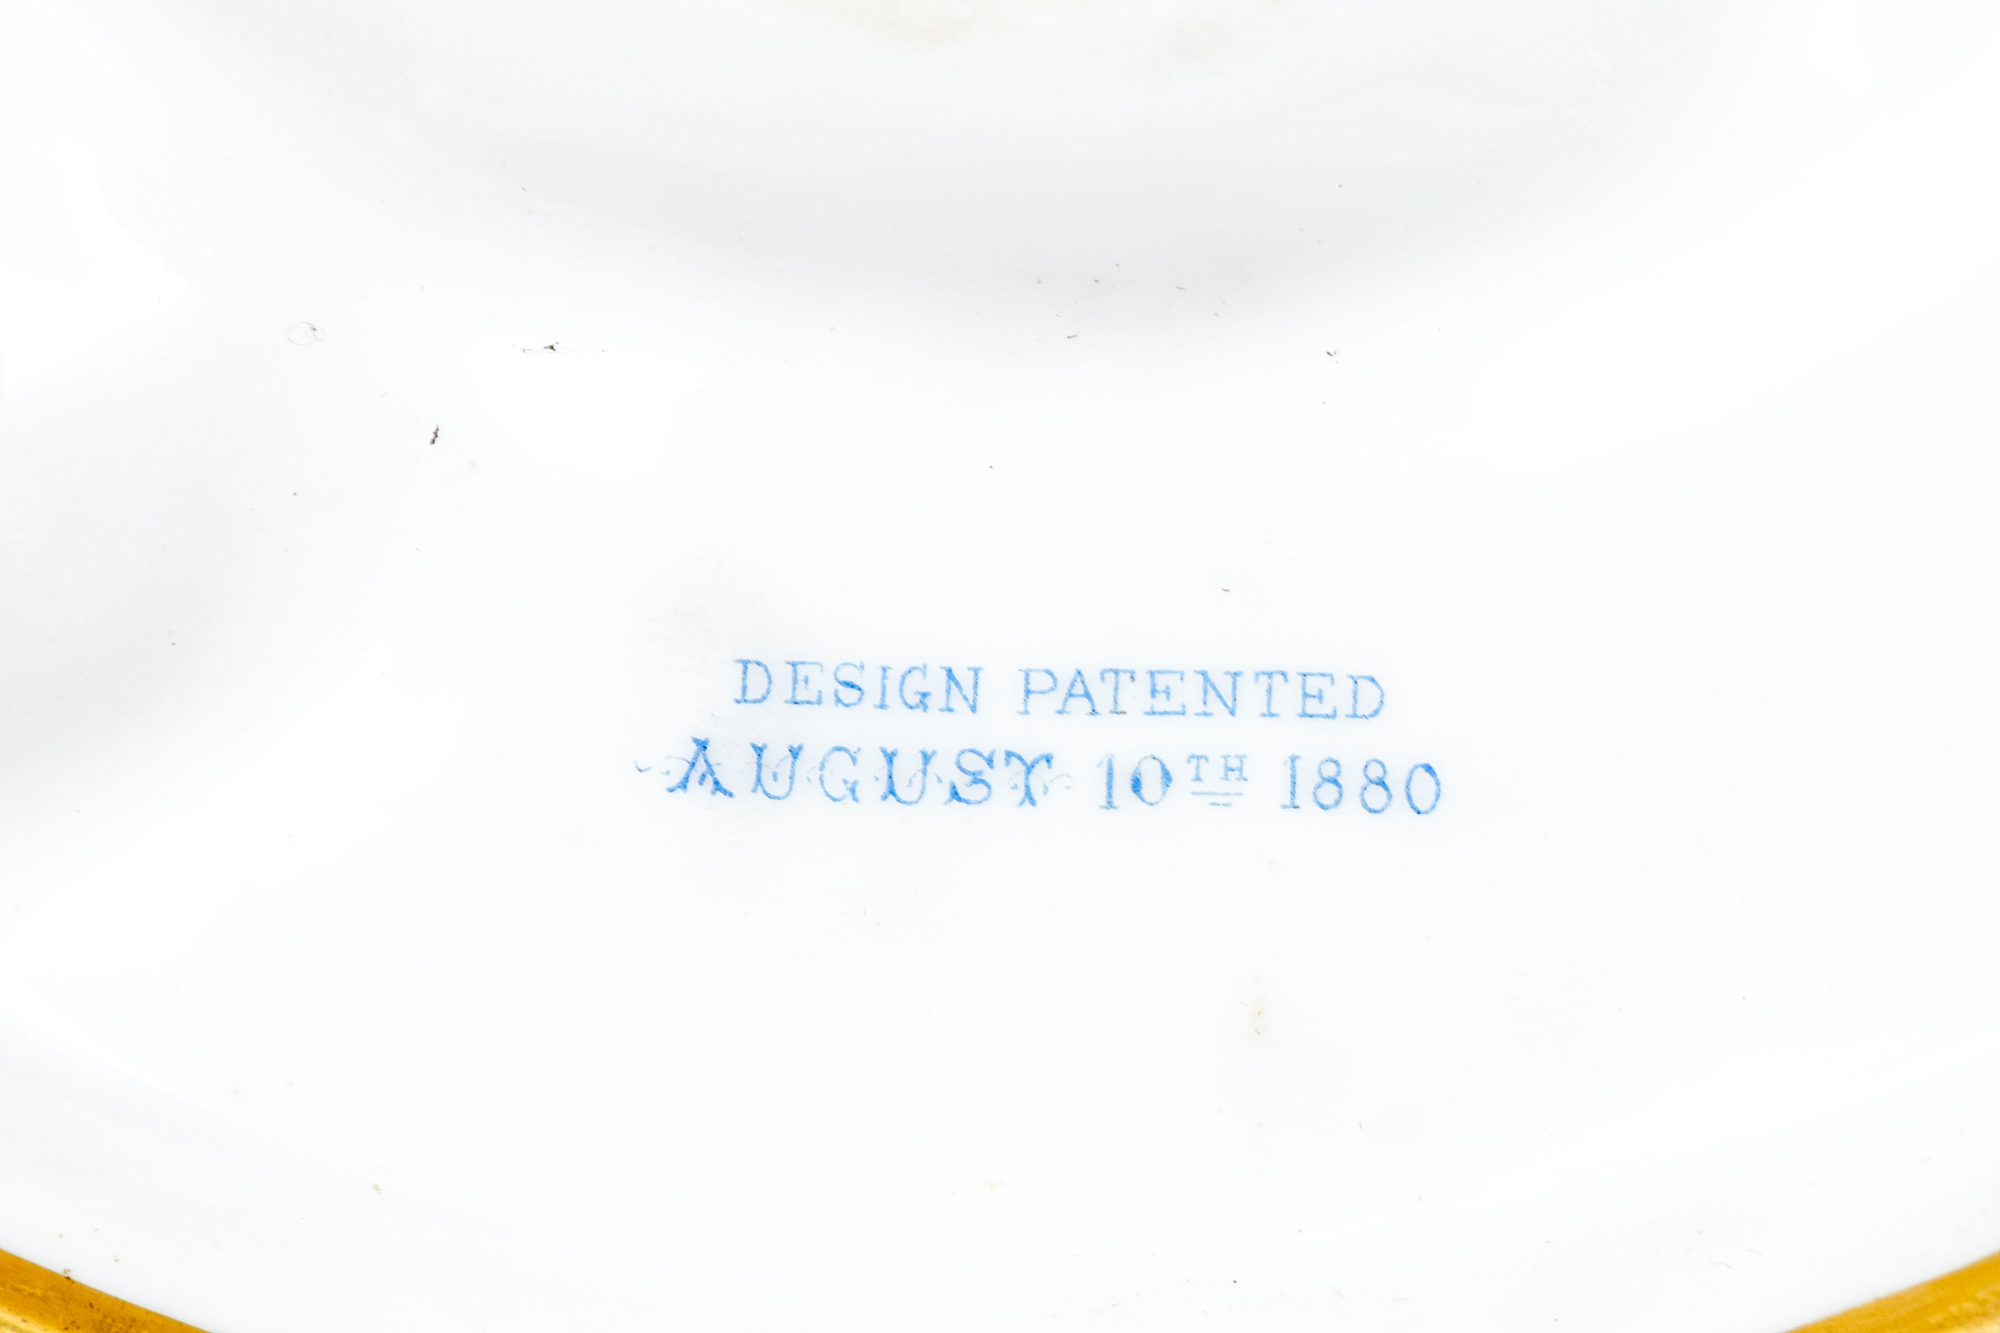 DESIGN PATENTED
AUGUST 10TH 1880